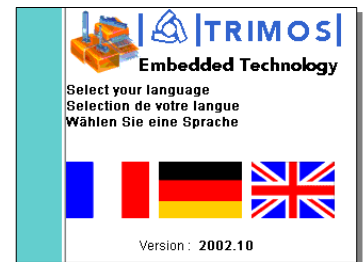 TRIMOS
Embedded Technology
Select your language
Selection de votre langue
Wählen Sie eine Sprache
Version : 2002.10